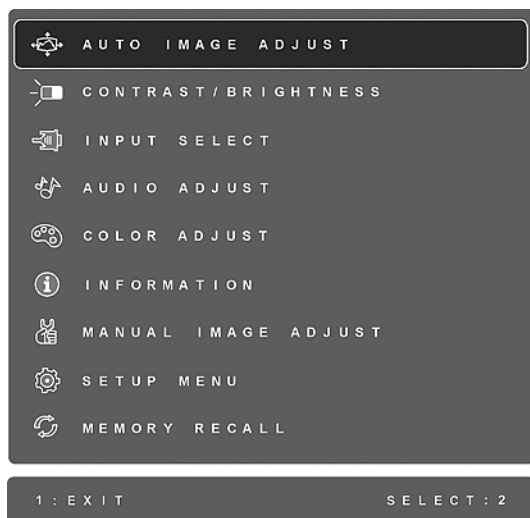 AUTO IMAGE ADJUST
CONTRAST/BRIGHTNESS
INPUT SELECT
AUDIO ADJUST
COLOR ADJUST
INFORMATION
MANUAL IMAGE ADJUST
SETUP MENU
MEMORY RECALL
1:EXIT SELECT:2